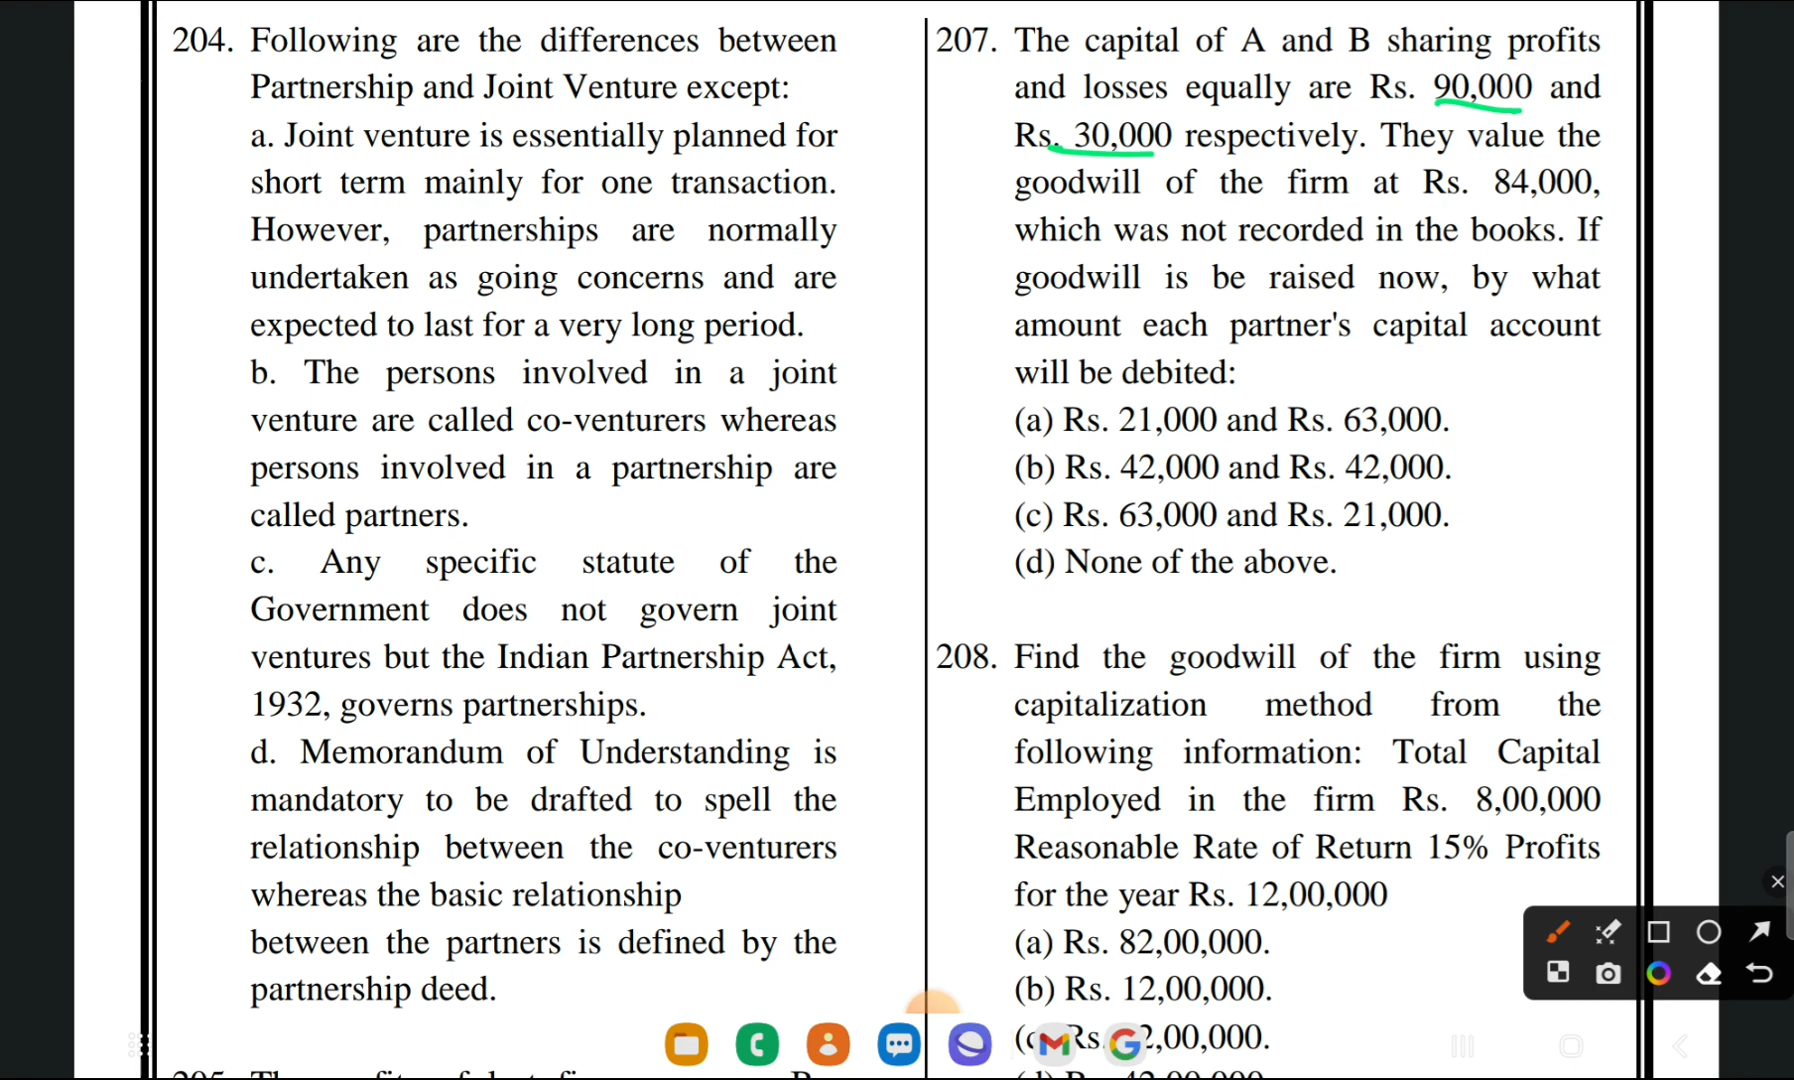 204. Following are the differences between
Partnership and Joint Venture except:
a. Joint venture is essentially planned for
short term mainly for one transaction.
However, partnerships are normally
undertaken as going concerns and are
expected to last for a very long period.
b. The persons involved in a joint
venture are called co-venturers whereas
persons involved in a partnership are
called partners.
c. Any specific statute of the
Government does not govern joint
ventures but the Indian Partnership Act,
1932, governs partnerships.
d. Memorandum of Understanding is
mandatory to be drafted to spell the
relationship between the co-venturers
whereas the basic relationship
between the partners is defined by the
partnership deed.
207. The capital of A and B sharing profits
and losses equally are Rs. 90,000 and
Rs. 30,000 respectively. They value the
goodwill of the firm at Rs. 84,000,
which was not recorded in the books. If
goodwill is be raised now, by what
amount each partner's capital account
will be debited:
(a) Rs. 21,000 and Rs. 63,000.
(b) Rs. 42,000 and Rs. 42,000.
(c) Rs. 63,000 and Rs. 21,000.
(d) None of the above.
208. Find the goodwill of the firm using
capitalization method from the
following information: Total Capital
Employed in the firm Rs. 8,00,000
Reasonable Rate of Return 15% Profits
for the year Rs. 12,00,000
(a) Rs. 82,00,000.
(b) Rs. 12,00,000.